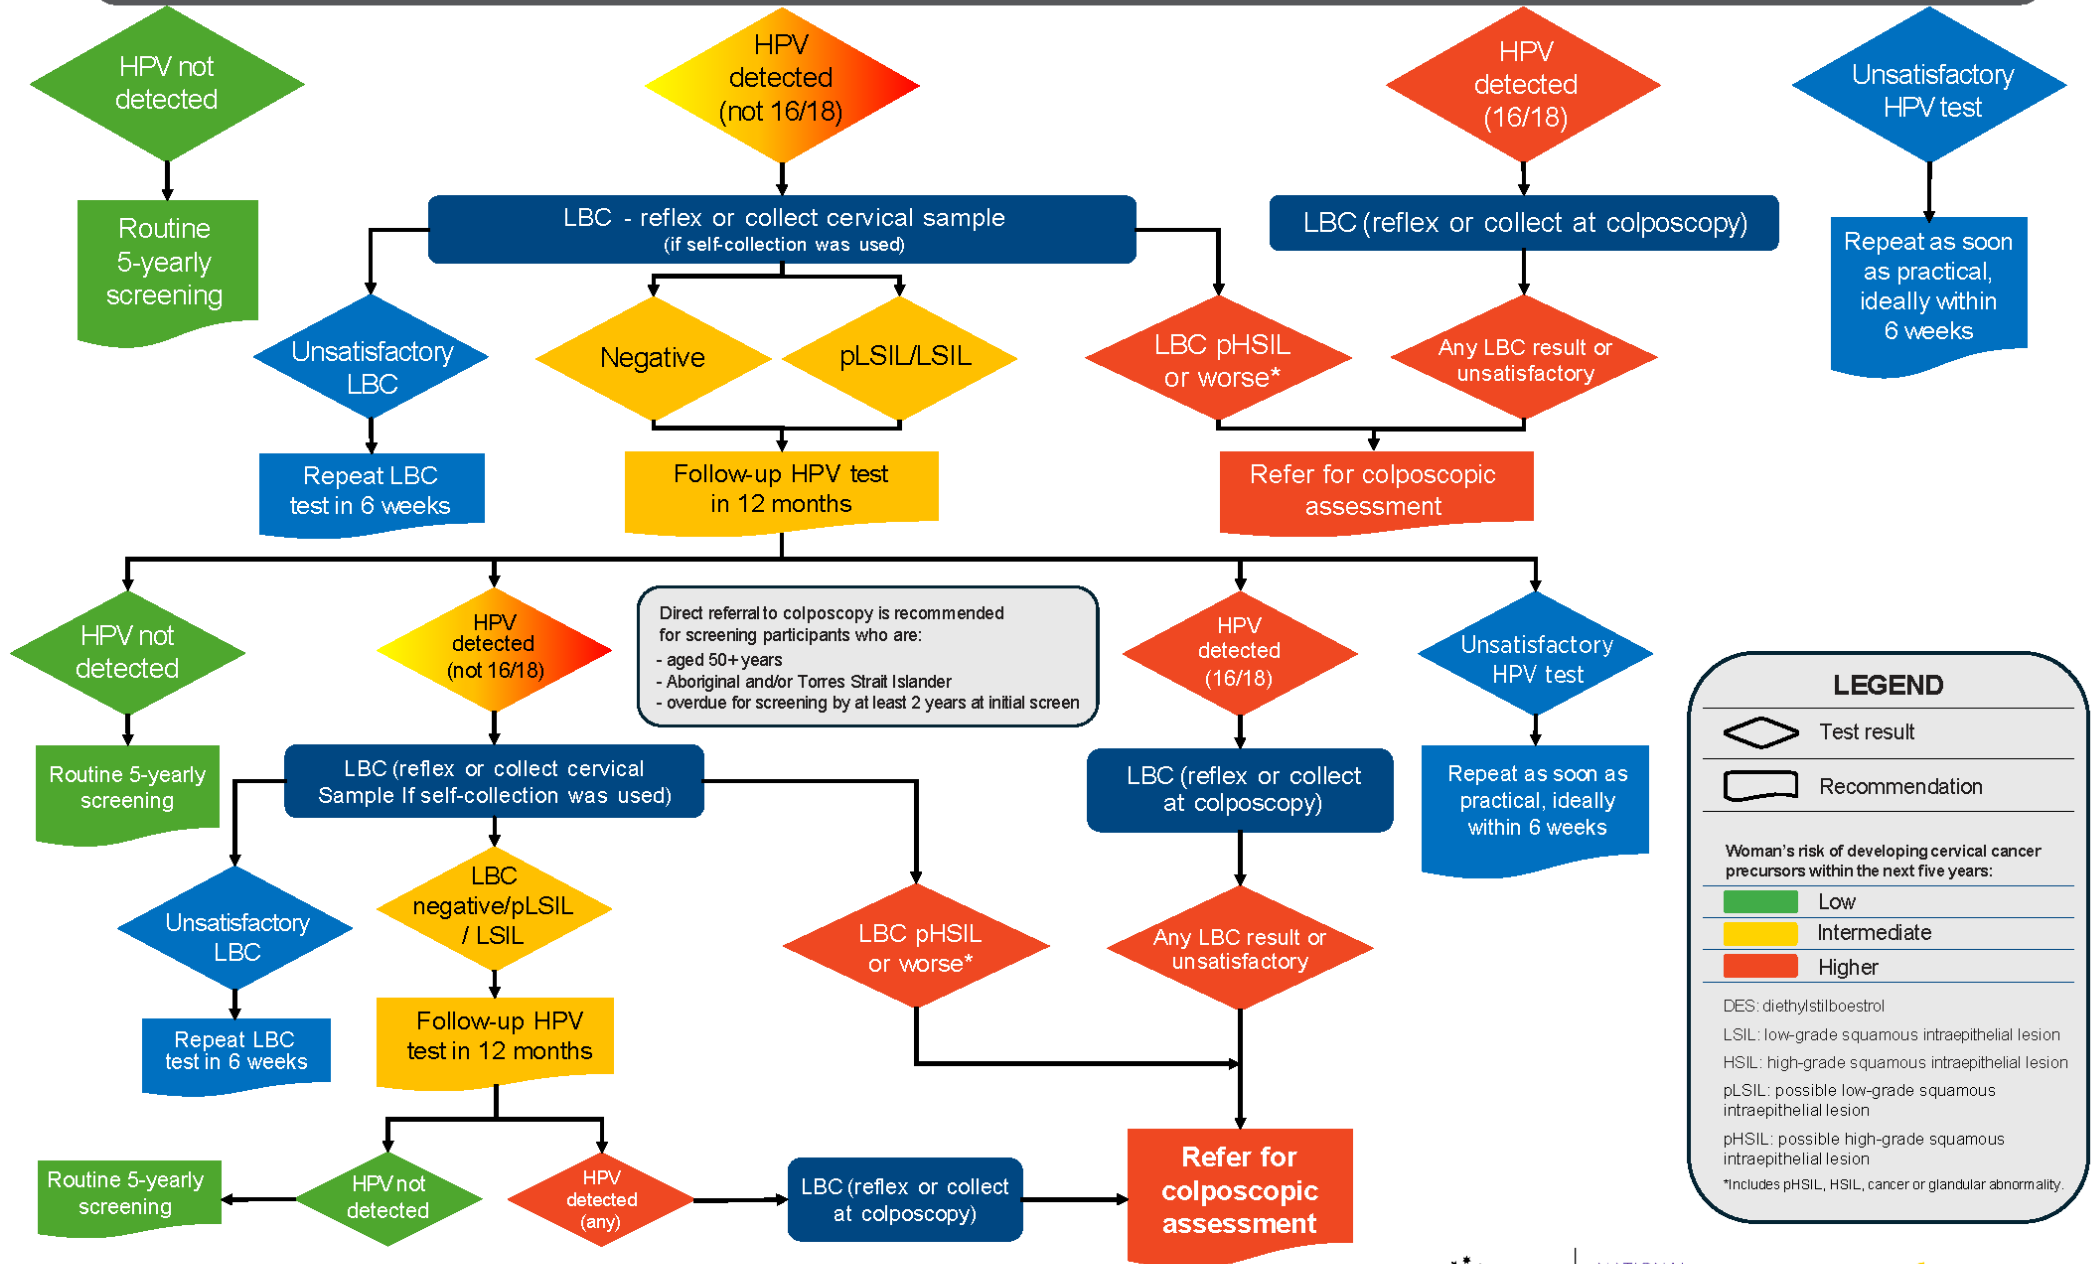 HPV not
detected
HPV
detected
(not 16/18)
HPV
detected
(16/18)
Unsatisfactory
HPV test
Routine
5-yearly
screening
LBC - reflex or collect cervical sample
(if self-collection was used)
LBC (reflex or collect at colposcopy)
Repeat as soon
as practical,
ideally within
6 weeks
Unsatisfactory
LBC
Negative
pLSIL/LSIL
LBC pHSIL
or worse*
Any LBC result or
unsatisfactory
Repeat LBC
test in 6 weeks
Follow-up HPV test
in 12 months
Refer for colposcopic
assessment
HPV not
detected
HPV
detected
(not 16/18)
Direct referral to colposcopy is recommended
for screening participants who are:
- aged 50+ years
- Aboriginal and/or Torres Strait Islander
- overdue for screening by at least 2 years at initial screen
HPV
detected
(16/18)
Unsatisfactory
HPV test
Routine 5-yearly
screening
LBC (reflex or collect cervical
Sample If self-collection was used)
LBC (reflex or collect
at colposcopy)
Repeat as soon as
practical, ideally
within 6 weeks
Unsatisfactory
LBC
LBC
negative/pLSIL
/ LSIL
LBC pHSIL
or worse*
Any LBC result or
unsatisfactory
Repeat LBC
test in 6 weeks
Follow-up HPV
test in 12 months
Routine 5-yearly
screening
HPV not
detected
HPV
detected
(any)
LBC (reflex or collect
at colposcopy)
Refer for
colposcopic
assessment
LEGEND
Test result
Recommendation
Woman's risk of developing cervical cancer
precursors within the next five years:
Low
Intermediate
Higher
DES: diethylstilboestrol
LSIL: low-grade squamous intraepithelial lesion
HSIL: high-grade squamous intraepithelial lesion
pLSIL: possible low-grade squamous
intraepithelial lesion
pHSIL: possible high-grade squamous
intraepithelial lesion
*Includes pHSIL, HSIL, cancer or glandular abnormality.